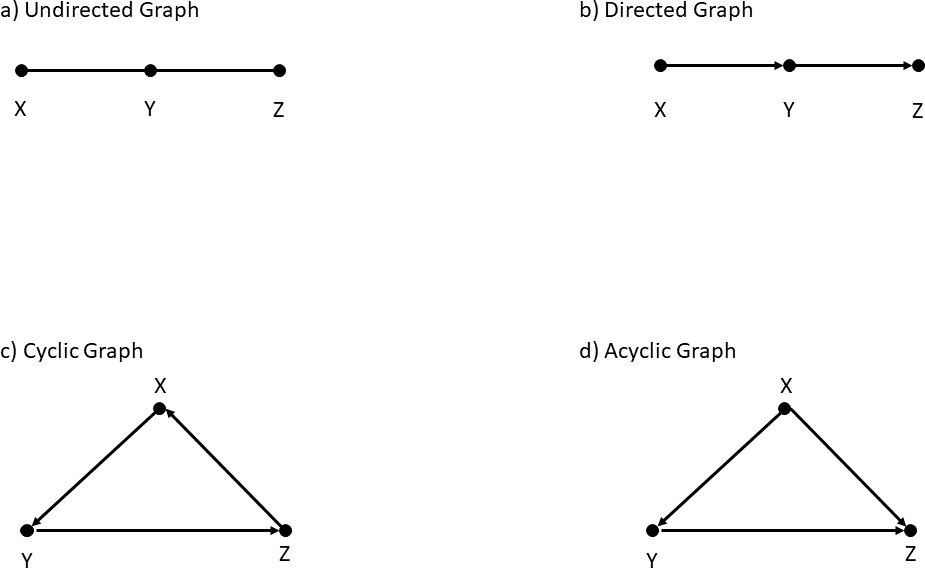 a) Undirected Graph
X Y Z
b) Directed Graph
X Y Z
c) Cyclic Graph
X
Y Z
d) Acyclic Graph
X
Y Z